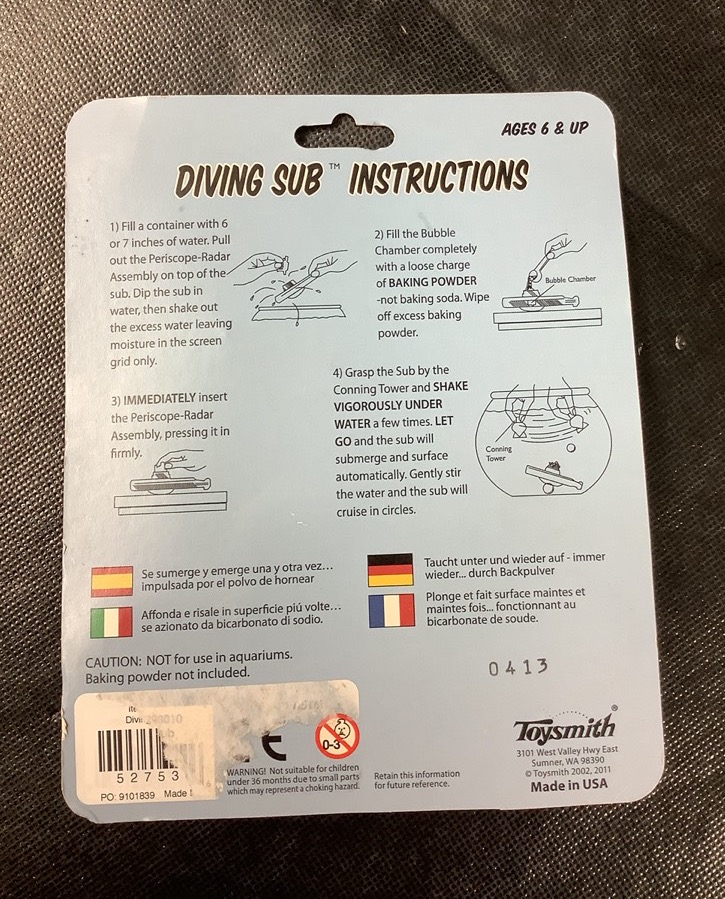 AGES 6 & UP
DIVING SUB™ INSTRUCTIONS
1) Fill a container with 6
or 7 inches of water. Pull
out the Periscope-Radar
Assembly on top of the
sub. Dip the sub in
water, then shake out
the excess water leaving
moisture in the screen
grid only.
2) Fill the Bubble
Chamber completely
with a loose charge
of BAKING POWDER
-not baking soda. Wipe
off excess baking
powder.
Bubble Chamber
3) IMMEDIATELY insert
the Periscope-Radar
Assembly, pressing it in
firmly.
4) Grasp the Sub by the
Conning Tower and SHAKE
VIGOROUSLY UNDER
WATER a few times. LET
GO and the sub will
submerge and surface
automatically. Gently stir
the water and the sub will
cruise in circles.
Conning
Tower
Se sumerge y emerge una y otra vez...
impulsada por el polvo de hornear
Affonda e risale in superficie piú volte...
se azionato da bicarbonato di sodio.
Taucht unter und wieder auf - immer
wieder... durch Backpulver
Plonge et fait surface maintes et
maintes fois... fonctionnant au
bicarbonate de soude.
CAUTION: NOT for use in aquariums.
Baking powder not included.
0413
52753
PO: 9101839 Made
CE
0-3
WARNING! Not suitable for children
under 36 months due to small parts
which may represent a choking hazard.
Retain this information
for future reference.
Toysmith®
3101 West Valley Hwy East
Sumner, WA 98390
© Toysmith 2002, 2011
Made in USA